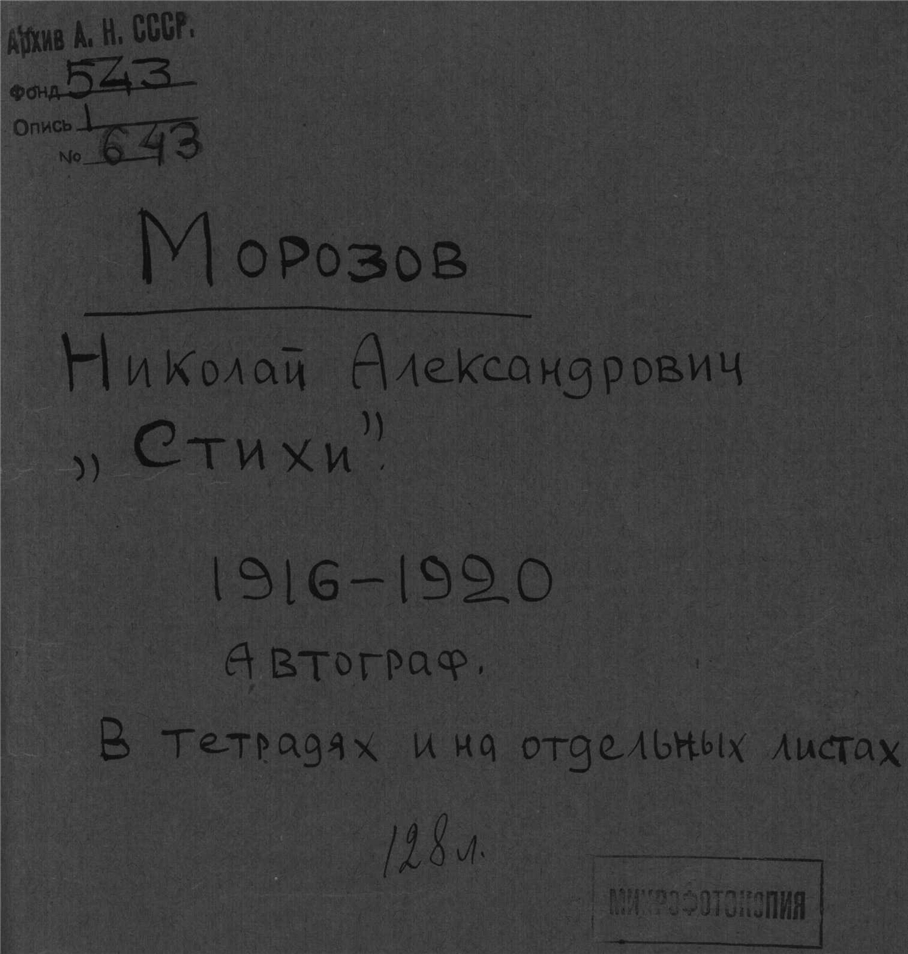 Архив А. Н. СССР.
Фонд 543
Опись 1
№ 643
Морозов
Николай Александрович
„Стихи”.
1916–1920
Автограф.
В тетрадях и на отдельных листах
128 л.
МИКРОФОТОКОПИЯ